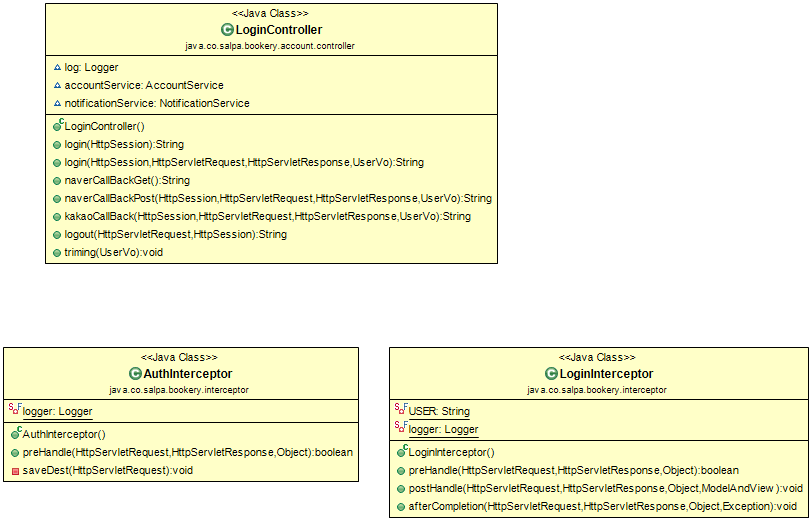 <<Java Class>>
LoginController
java.co.salpa.bookery.account.controller
log: Logger
accountService: AccountService
notificationService: NotificationService
LoginController()
login(HttpSession):String
login(HttpSession,HttpServletRequest,HttpServletResponse,UserVo):String
naverCallBackGet():String
naverCallBackPost(HttpSession,HttpServletRequest,HttpServletResponse,UserVo):String
kakaoCallBack(HttpSession,HttpServletRequest,HttpServletResponse,UserVo):String
logout(HttpServletRequest,HttpSession):String
triming(UserVo):void
<<Java Class>>
AuthInterceptor
java.co.salpa.bookery.interceptor
logger: Logger
AuthInterceptor()
preHandle(HttpServletRequest,HttpServletResponse,Object):boolean
saveDest(HttpServletRequest):void
<<Java Class>>
LoginInterceptor
java.co.salpa.bookery.interceptor
USER: String
logger: Logger
LoginInterceptor()
preHandle(HttpServletRequest,HttpServletResponse,Object):boolean
postHandle(HttpServletRequest,HttpServletResponse,Object,ModelAndView ):void
afterCompletion(HttpServletRequest,HttpServletResponse,Object,Exception):void